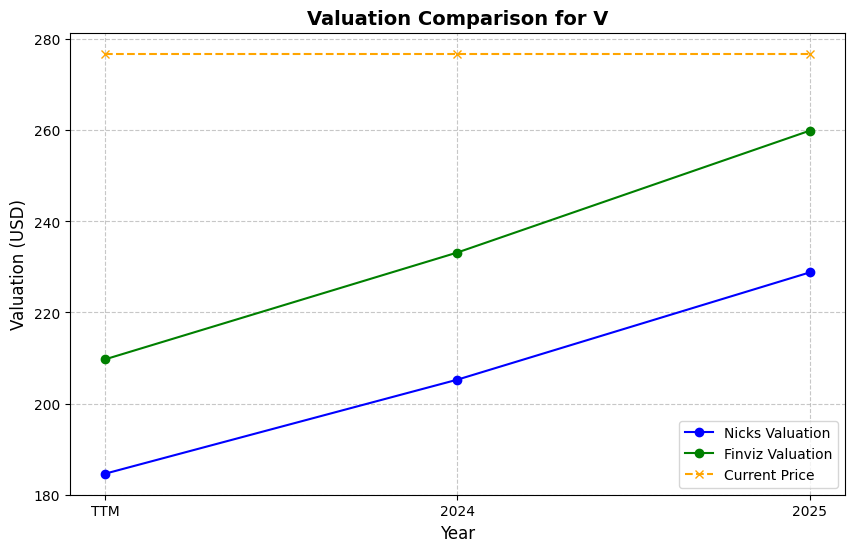 Valuation Comparison for V
Valuation (USD)
280
260
240
220
200
180
TTM
2024
2025
Year
Nicks Valuation
Finviz Valuation
Current Price